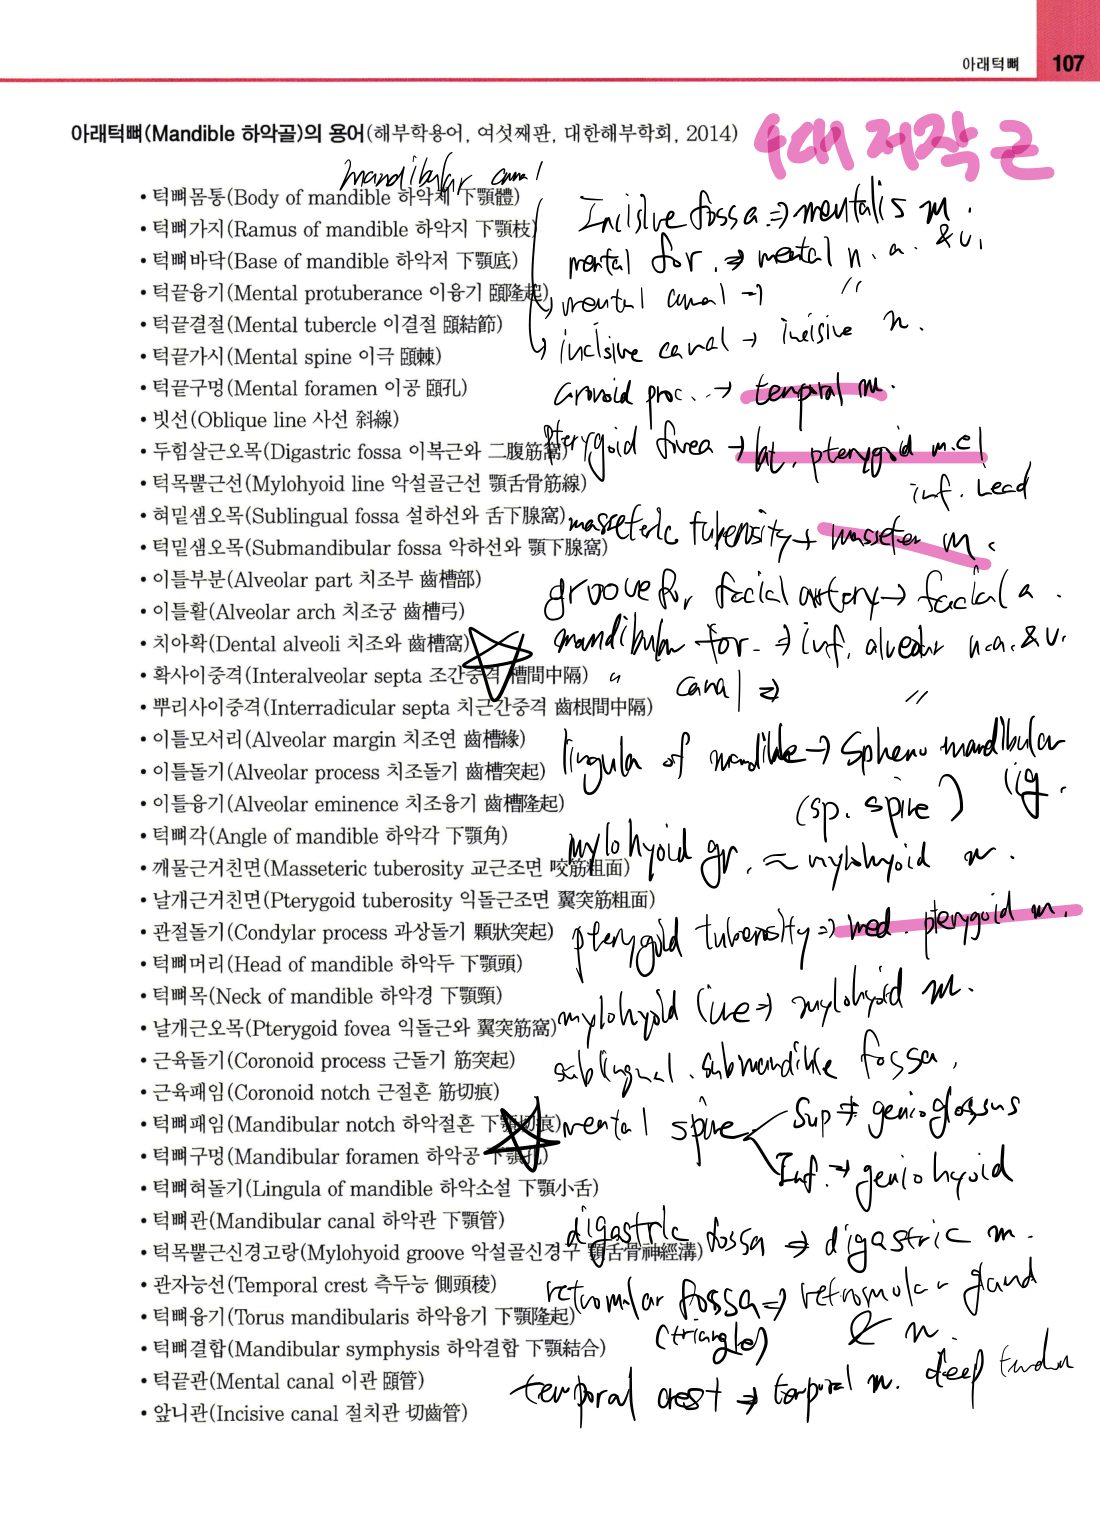 아래턱뼈 107
아래턱뼈(Mandible 하악골)의 용어(해부학용어, 여섯째판, 대한해부학회, 2014)
4대 저작근
mandibular canal
• 턱뼈몸통(Body of mandible 하악체 下顎體)
• 턱뼈가지(Ramus of mandible 하악지 下顎枝)
• 턱뼈바닥(Base of mandible 하악저 下顎底)
• 턱끝융기(Mental protuberance 이융기 頤隆起)
• 턱끝결절(Mental tubercle 이결절 頤結節)
• 턱끝가시(Mental spine 이극 頤棘)
• 턱끝구멍(Mental foramen 이공 頤孔)
• 빗선(Oblique line 사선 斜線)
• 두힘살근오목(Digastric fossa 이복근와 二腹筋窩)
• 턱목뿔근선(Mylohyoid line 악설골근선 顎舌骨筋線)
• 혀밑샘오목(Sublingual fossa 설하선와 舌下腺窩)
• 턱밑샘오목(Submandibular fossa 악하선와 顎下腺窩)
• 이틀부분(Alveolar part 치조부 齒槽部)
• 이틀활(Alveolar arch 치조궁 齒槽弓)
• 치아확(Dental alveoli 치조와 齒槽窩)
• 확사이중격(Interalveolar septa 조간중격 槽間中隔)
• 뿌리사이중격(Interradicular septa 치근간중격 齒根間中隔)
• 이틀모서리(Alveolar margin 치조연 齒槽緣)
• 이틀돌기(Alveolar process 치조돌기 齒槽突起)
• 이틀융기(Alveolar eminence 치조융기 齒槽隆起)
• 턱뼈각(Angle of mandible 하악각 下顎角)
• 깨물근거친면(Masseteric tuberosity 교근조면 咬筋粗面)
• 날개근거친면(Pterygoid tuberosity 익돌근조면 翼突筋粗面)
• 관절돌기(Condylar process 과상돌기 顆狀突起)
• 턱뼈머리(Head of mandible 하악두 下顎頭)
• 턱뼈목(Neck of mandible 하악경 下顎頸)
• 날개근오목(Pterygoid fovea 익돌근와 翼突筋窩)
• 근육돌기(Coronoid process 근돌기 筋突起)
• 근육패임(Coronoid notch 근절흔 筋切痕)
• 턱뼈패임(Mandibular notch 하악절흔 下顎切痕)
• 턱뼈구멍(Mandibular foramen 하악공 下顎孔)
• 턱뼈혀돌기(Lingula of mandible 하악소설 下顎小舌)
• 턱뼈관(Mandibular canal 하악관 下顎管)
• 턱목뿔근신경고랑(Mylohyoid groove 악설골신경구 顎舌骨神經溝)
• 관자능선(Temporal crest 측두능 側頭稜)
• 턱뼈융기(Torus mandibularis 하악융기 下顎隆起)
• 턱뼈결합(Mandibular symphysis 하악결합 下顎結合)
• 턱끝관(Mental canal 이관 頤管)
• 앞니관(Incisive canal 절치관 切齒管)
Incisive fossa ⇒ mentalis m.
mental for. ⇒ mental n. a. & v.
↳ mental canal ⇒ 〃
↳ incisive canal → incisive n.
Coronoid proc. → temporal m.
pterygoid fovea → lat. pterygoid m.el
inf. head
masseteric tuberosity → masseter m.
groove for facial artery → facial a.
mandibular for. ⇒ inf. alveolar n.a.&v.
〃 canal ⇒ 〃
lingula of mandible → Sphenomandibular lig.
(sp. spine)
mylohyoid gr. ⇒ mylohyoid n.
pterygoid tuberosity ⇒ med. pterygoid m.
mylohyoid line ⇒ mylohyoid m.
sublingual. submandible fossa.
mental spine Sup ⇒ genioglossus
Inf. ⇒ geniohyoid
digastric fossa ⇒ digastric m.
retromolar fossa ⇒ retromolar gland
(triangle) & n.
temporal crest ⇒ temporal m. deep tendon